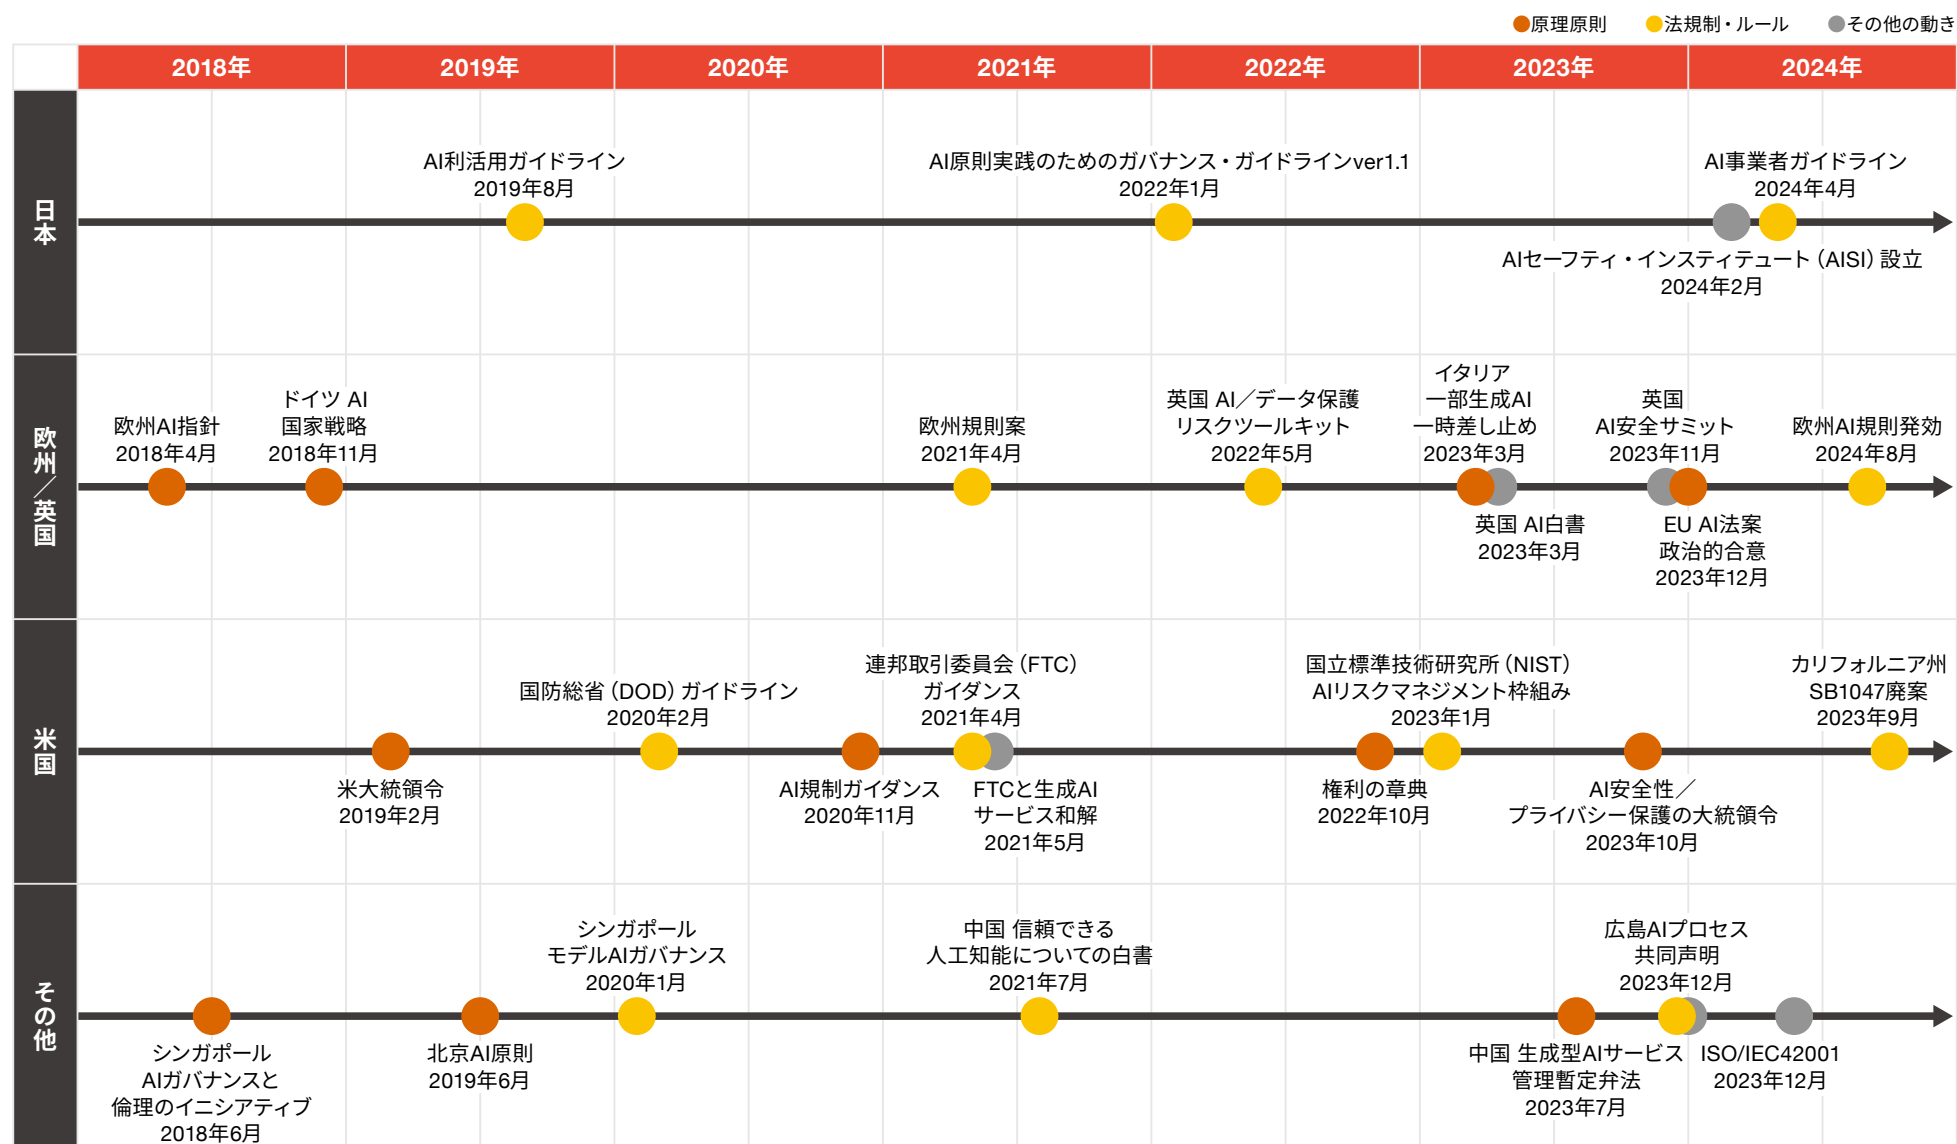 原理原則 法規制・ルール その他の動き
2018年 2019年 2020年 2021年 2022年 2023年 2024年
日本
AI利活用ガイドライン
2019年8月
AI原則実践のためのガバナンス・ガイドラインver1.1
2022年1月
AI事業者ガイドライン
2024年4月
AIセーフティ・インスティテュート（AISI）設立
2024年2月
欧州／英国
欧州AI指針
2018年4月
ドイツ AI
国家戦略
2018年11月
欧州規則案
2021年4月
英国 AI／データ保護
リスクツールキット
2022年5月
イタリア
一部生成AI
一時差し止め
2023年3月
英国
AI安全サミット
2023年11月
欧州AI規則発効
2024年8月
英国 AI白書
2023年3月
EU AI法案
政治的合意
2023年12月
米国
国防総省（DOD）ガイドライン
2020年2月
連邦取引委員会（FTC）
ガイダンス
2021年4月
国立標準技術研究所（NIST）
AIリスクマネジメント枠組み
2023年1月
カリフォルニア州
SB1047廃案
2023年9月
米大統領令
2019年2月
AI規制ガイダンス
2020年11月
FTCと生成AI
サービス和解
2021年5月
権利の章典
2022年10月
AI安全性／
プライバシー保護の大統領令
2023年10月
その他
シンガポール
モデルAIガバナンス
2020年1月
中国 信頼できる
人工知能についての白書
2021年7月
広島AIプロセス
共同声明
2023年12月
シンガポール
AIガバナンスと
倫理のイニシアティブ
2018年6月
北京AI原則
2019年6月
中国 生成型AIサービス
管理暫定弁法
2023年7月
ISO/IEC42001
2023年12月